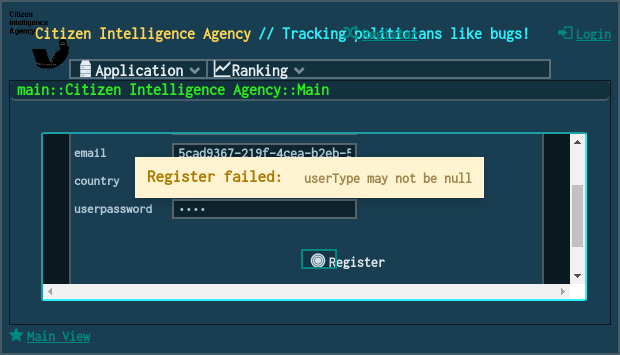 Citizen
Intelligence
Agency
Citizen Intelligence Agency // Tracking politicians like bugs!
Register
Login
Application
Ranking
main::Citizen Intelligence Agency::Main
email
5cad9367-219f-4cea-b2eb-5
country
Register failed: userType may not be null
userpassword
Register
Main View